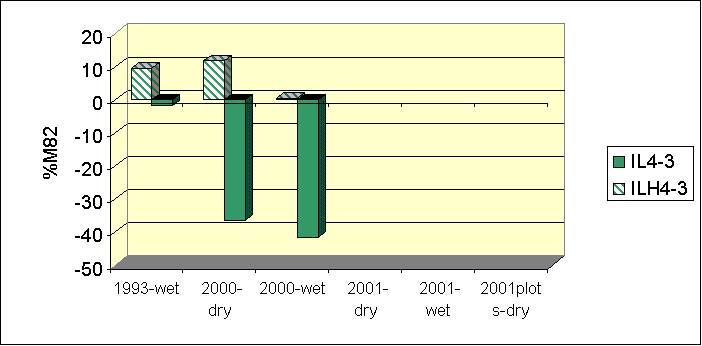 20
10
0
-10
-20
-30
-40
-50
%M82
1993-wet
2000-
dry
2000-wet
2001-
dry
2001-
wet
2001plot
s-dry
IL4-3
ILH4-3